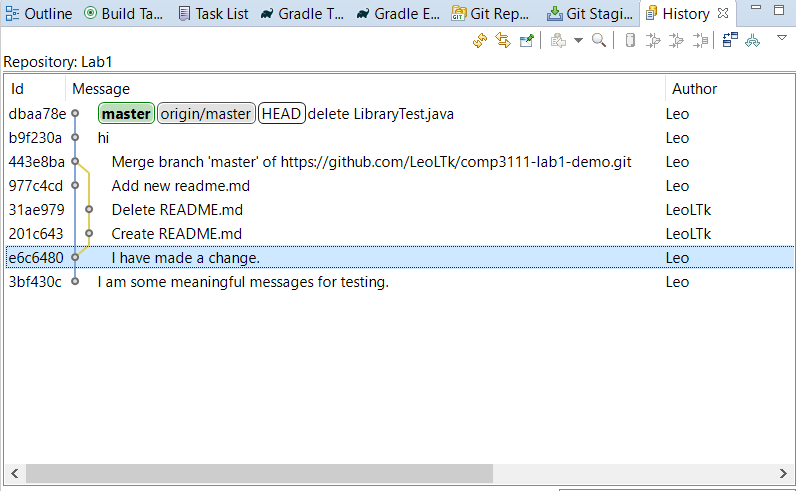 Outline Build Ta... Task List Gradle T... Gradle E... Git Rep... Git Stagi... History
Repository: Lab1
Id Message Author
dbaa78e master origin/master HEAD delete LibraryTest.java Leo
b9f230a hi Leo
443e8ba Merge branch 'master' of https://github.com/LeoLTk/comp3111-lab1-demo.git Leo
977c4cd Add new readme.md Leo
31ae979 Delete README.md LeoLTk
201c643 Create README.md LeoLTk
e6c6480 I have made a change. Leo
3bf430c I am some meaningful messages for testing. Leo